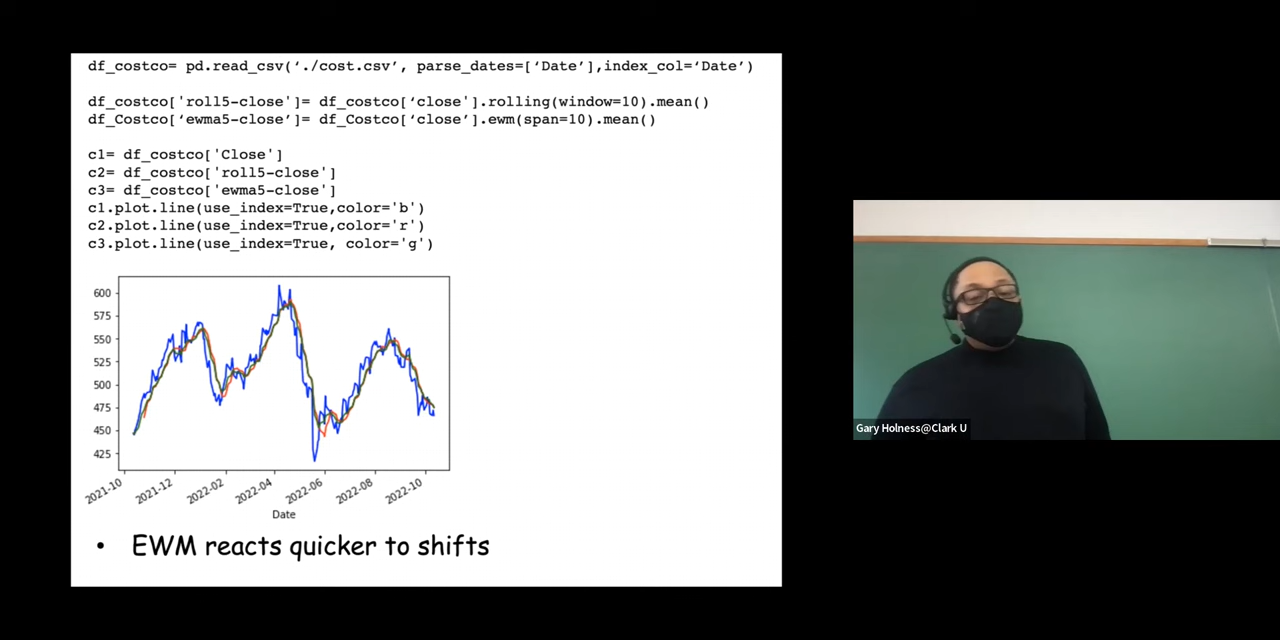 df_costco= pd.read_csv(‘./cost.csv’, parse_dates=[‘Date’],index_col=‘Date’)
df_costco['roll5-close']= df_costco[‘close'].rolling(window=10).mean()
df_Costco[‘ewma5-close’]= df_Costco[‘close’].ewm(span=10).mean()
c1= df_costco['Close']
c2= df_costco['roll5-close']
c3= df_costco['ewma5-close']
c1.plot.line(use_index=True,color='b')
c2.plot.line(use_index=True,color='r')
c3.plot.line(use_index=True, color='g')
600
575
550
525
500
475
450
425
2021-10 2021-12 2022-02 2022-04 2022-06 2022-08 2022-10
Date
• EWM reacts quicker to shifts
Gary Holness@Clark U